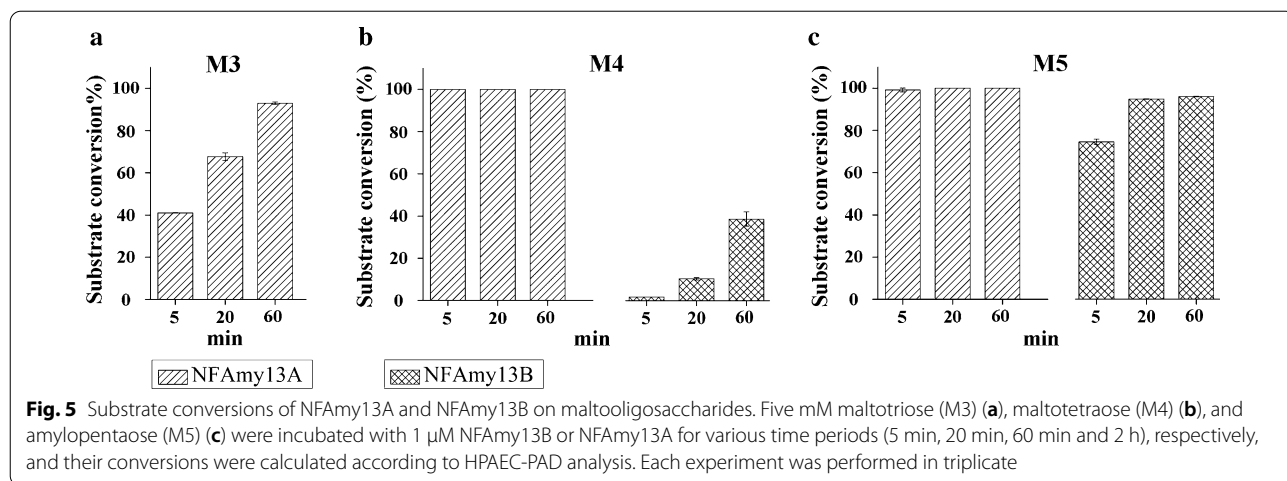 a
M3
Substrate conversion%)
100
80
60
40
20
0
5 20 60
min
b
M4
Substrate conversion (%)
100
80
60
40
20
0
5 20 60 5 20 60
min
c
M5
Substrate conversion (%)
100
80
60
40
20
0
5 20 60 5 20 60
min
NFAmy13A NFAmy13B
Fig. 5 Substrate conversions of NFAmy13A and NFAmy13B on maltooligosaccharides. Five mM maltotriose (M3) (a), maltotetraose (M4) (b), and
amylopentaose (M5) (c) were incubated with 1 µM NFAmy13B or NFAmy13A for various time periods (5 min, 20 min, 60 min and 2 h), respectively,
and their conversions were calculated according to HPAEC-PAD analysis. Each experiment was performed in triplicate